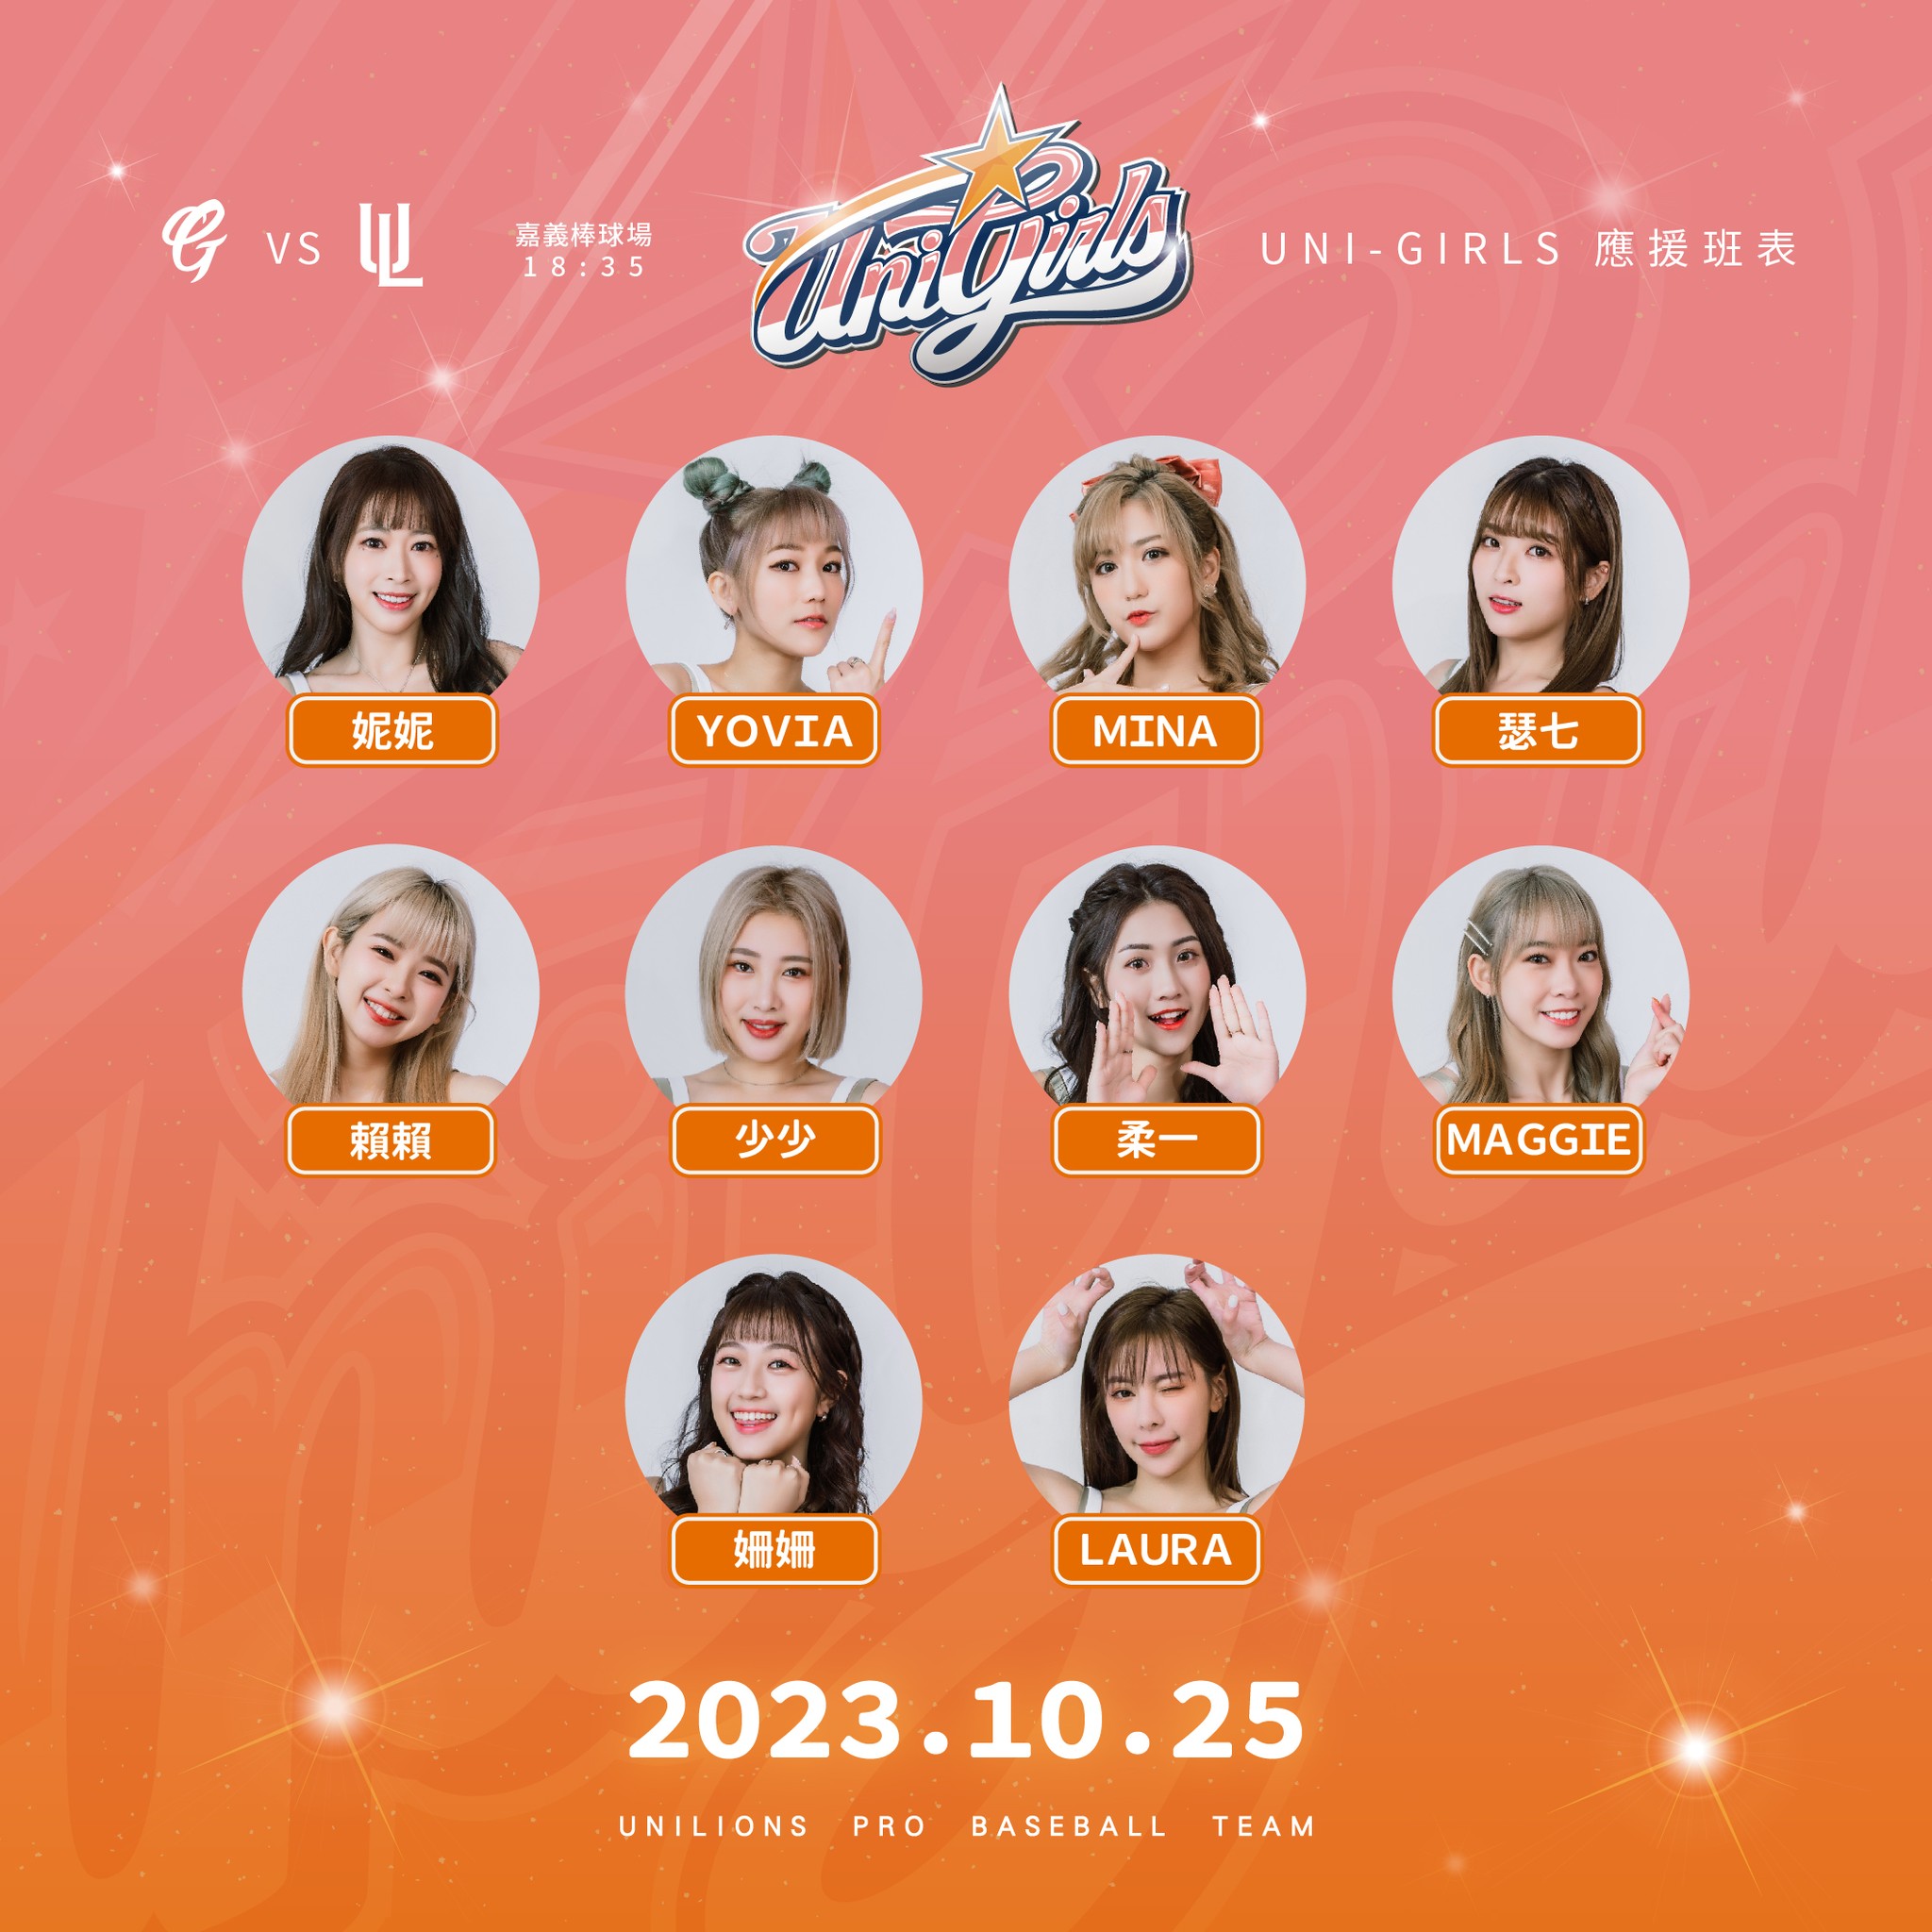 G VS UL
嘉義棒球場
18:35
UniGirls
UNI-GIRLS 應援班表
妮妮
YOVIA
MINA
瑟七
賴賴
少少
柔一
MAGGIE
姍姍
LAURA
2023.10.25
UNILIONS PRO BASEBALL TEAM